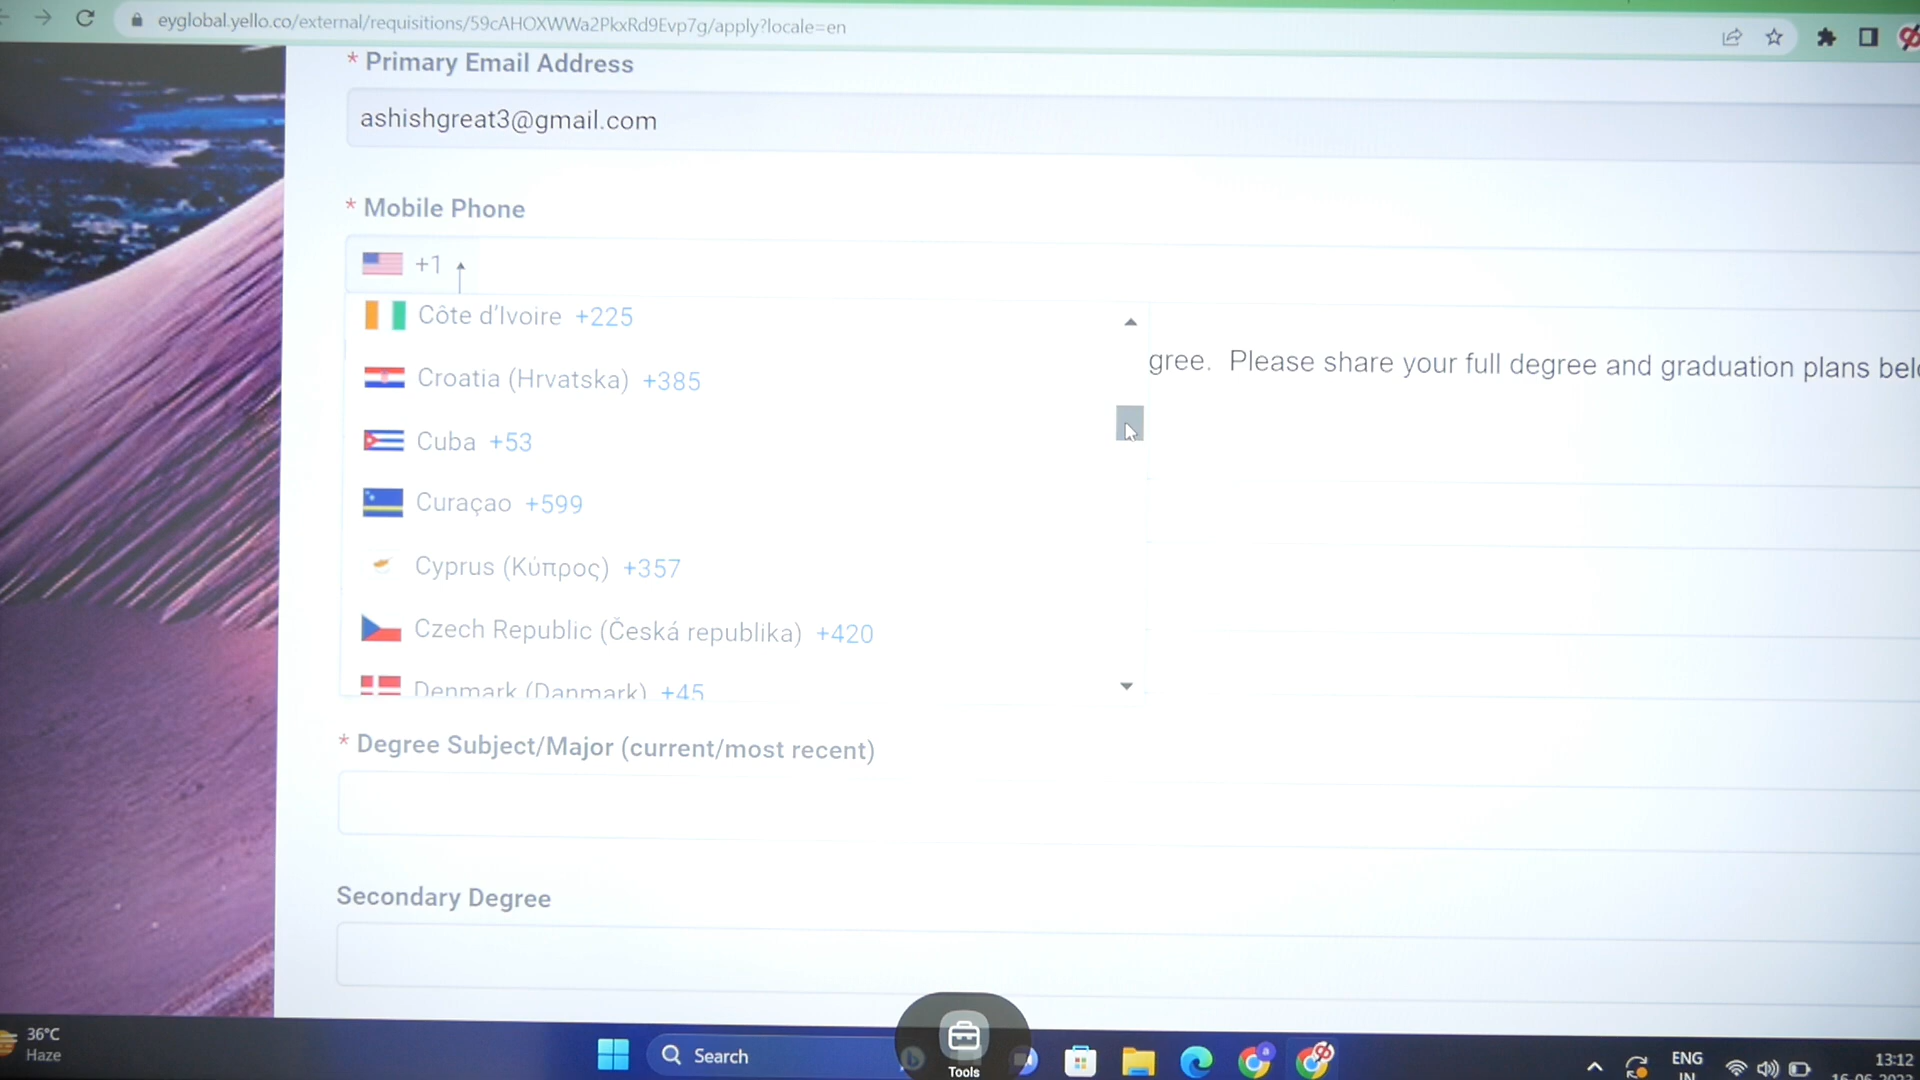 eyglobal.yello.co/external/requisitions/59cAHOXWWa2PkxRd9Evp7g/apply?locale=en
* Primary Email Address
ashishgreat3@gmail.com
* Mobile Phone
+1
Côte d’Ivoire +225
gree. Please share your full degree and graduation plans belo
Croatia (Hrvatska) +385
Cuba +53
Curaçao +599
Cyprus (Κύπρος) +357
Czech Republic (Česká republika) +420
Denmark (Danmark) +45
* Degree Subject/Major (current/most recent)
Secondary Degree
36°C
Haze
Search
Tools
ENG
IN
13:12